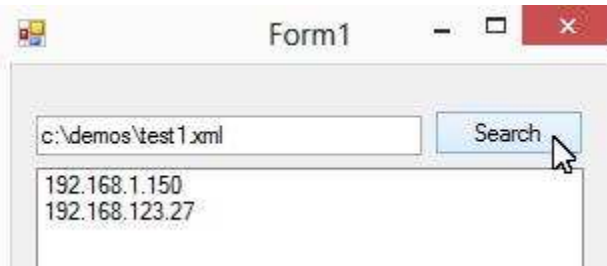 Form1
c:\demos\test1.xml
Search
192.168.1.150
192.168.123.27